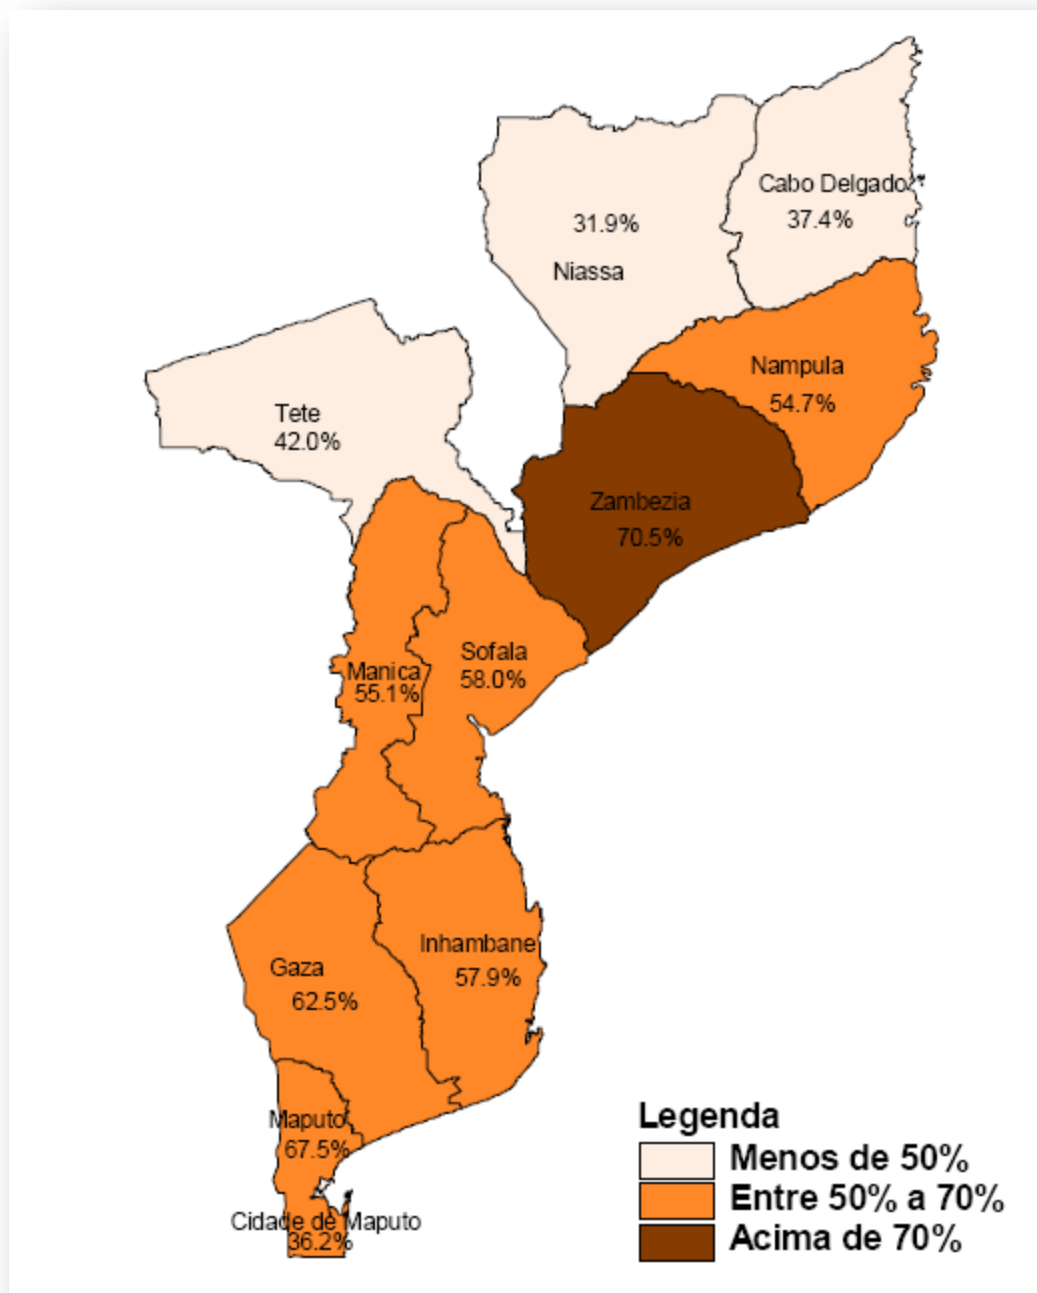 Cabo Delgado
37.4%
31.9%
Niassa
Nampula
54.7%
Tete
42.0%
Zambezia
70.5%
Sofala
58.0%
Manica
55.1%
Inhambane
57.9%
Gaza
62.5%
Maputo
67.5%
Cidade de Maputo
36.2%
Legenda
Menos de 50%
Entre 50% a 70%
Acima de 70%